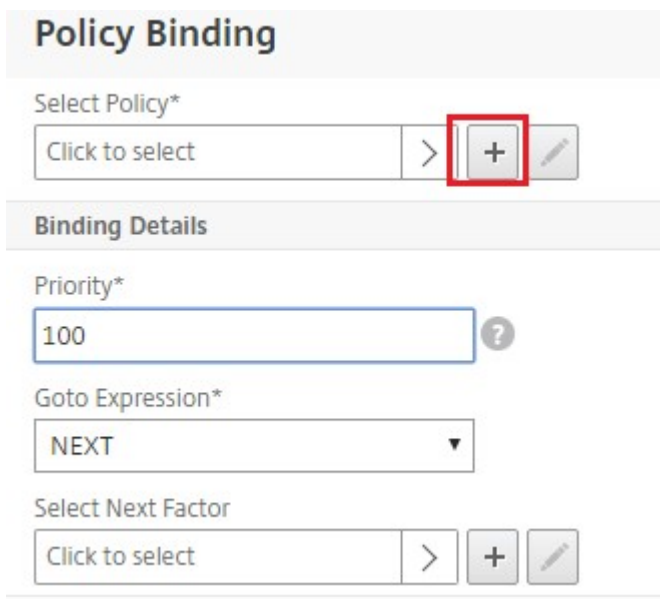 Policy Binding
Select Policy*
Click to select
Binding Details
Priority*
100
Goto Expression*
NEXT
Select Next Factor
Click to select